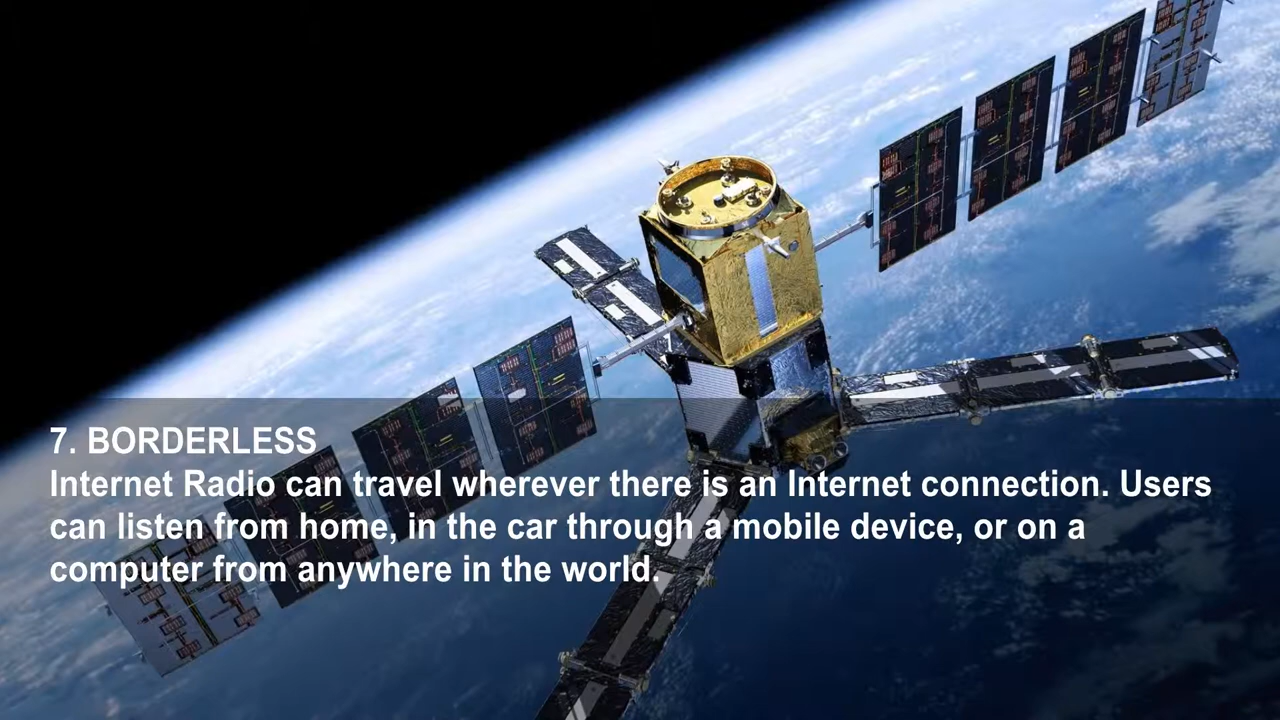 7. BORDERLESS
Internet Radio can travel wherever there is an Internet connection. Users
can listen from home, in the car through a mobile device, or on a
computer from anywhere in the world.